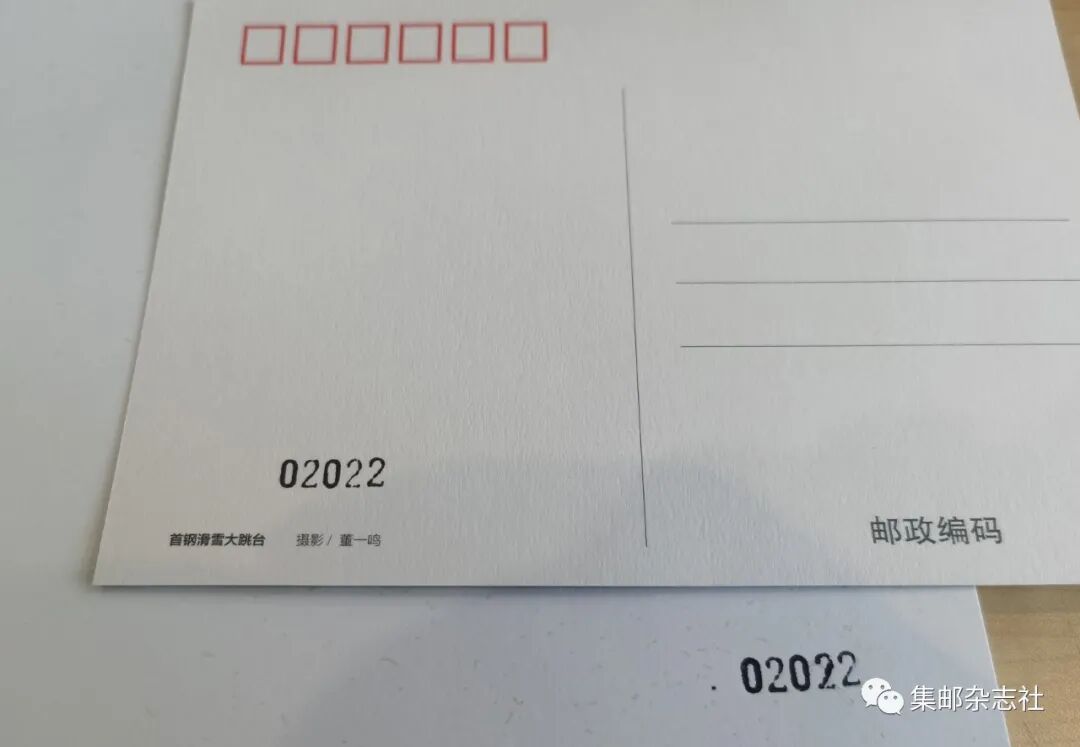 02022
首钢滑雪大跳台 摄影 / 董一鸣
邮政编码
02022
集邮杂志社